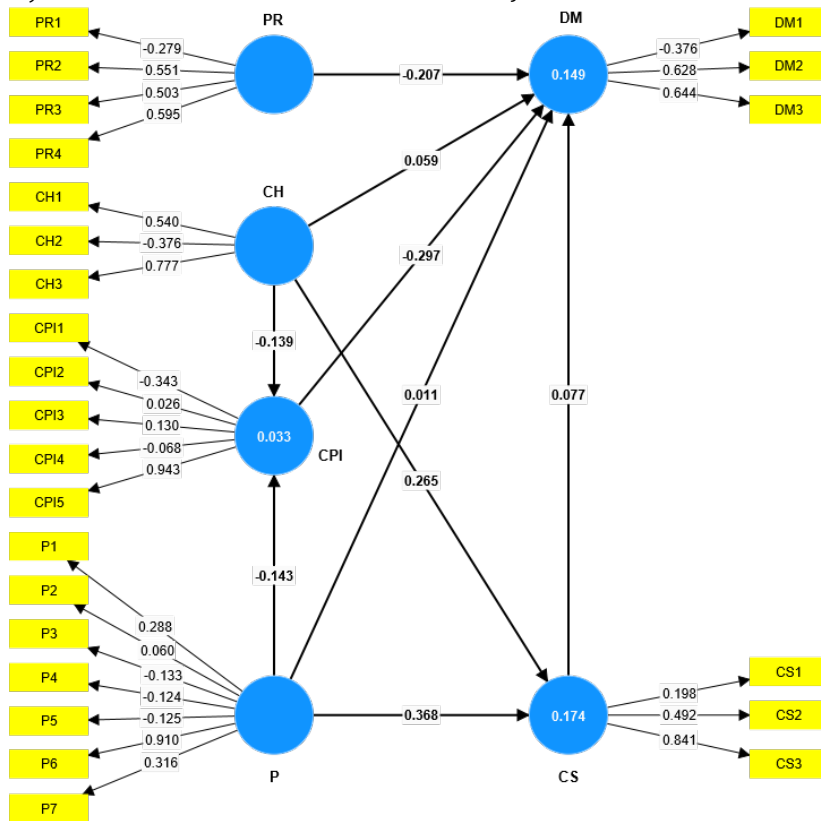 PR
DM
PR1
PR2
PR3
PR4
-0.279
0.551
0.503
0.595
-0.207
0.149
-0.376
0.628
0.644
DM1
DM2
DM3
CH
CH1
CH2
CH3
0.540
-0.376
0.777
0.059
-0.297
-0.139
CPI1
CPI2
CPI3
CPI4
CPI5
-0.343
0.026
0.130
-0.068
0.943
0.033
CPI
0.011
0.077
0.265
-0.143
P1
P2
P3
P4
P5
P6
P7
0.288
0.060
-0.133
-0.124
-0.125
0.910
0.316
P
0.368
0.174
CS
0.198
0.492
0.841
CS1
CS2
CS3